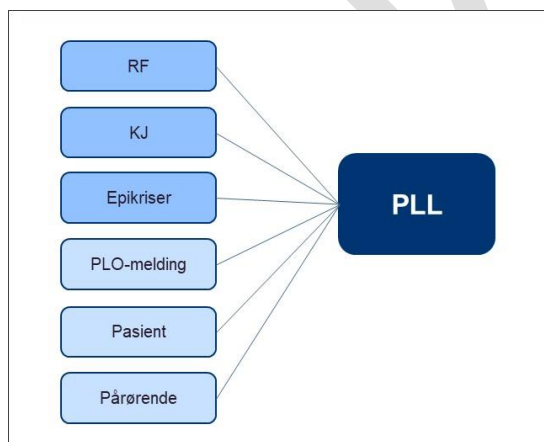 RF
KJ
Epikriser
PLO-melding
Pasient
Pårørende
PLL